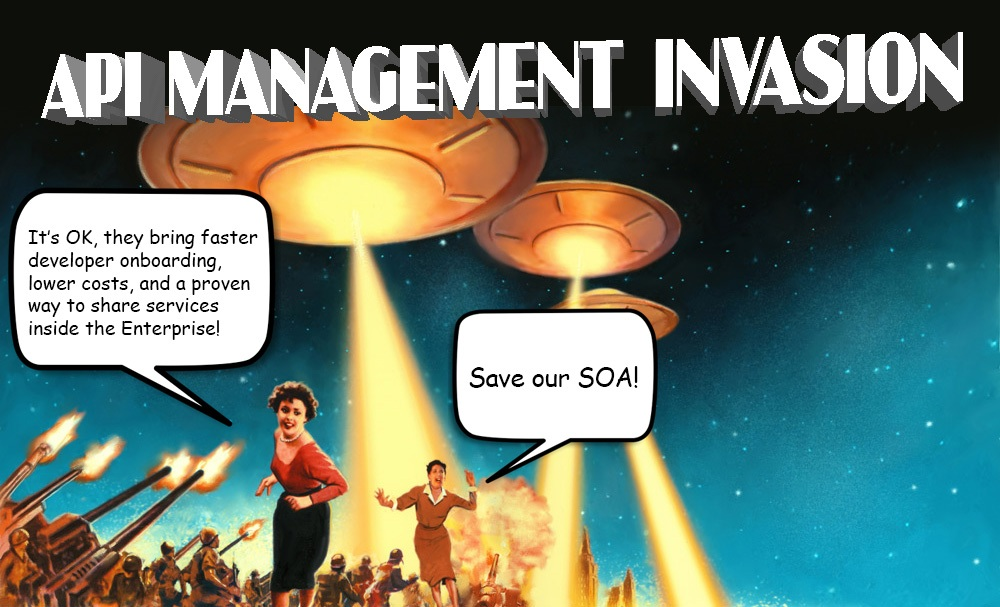 API MANAGEMENT INVASION
It's OK, they bring faster
developer onboarding,
lower costs, and a proven
way to share services
inside the Enterprise!
Save our SOA!